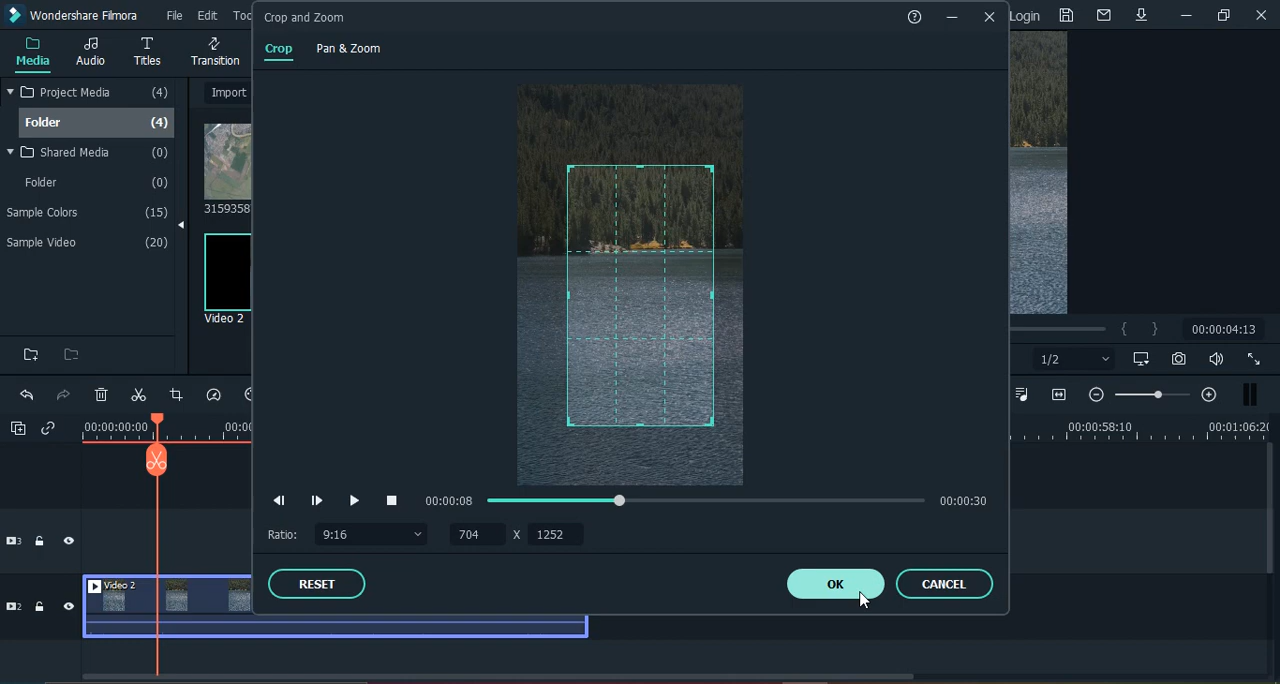 Wondershare Filmora File Edit Too
Login
Crop and Zoom
Crop Pan & Zoom
Media Audio Titles Transition
Project Media (4)
Folder (4)
Shared Media (0)
Folder (0)
Sample Colors (15)
Sample Video (20)
Import
3159358
Video 2
00:00:04:13
1/2
00:00:08 00:00:30
Ratio: 9:16 704 X 1252
RESET OK CANCEL
00:00:00:00 00:00 00:00:58:10 00:01:06:20
3
2
Video 2